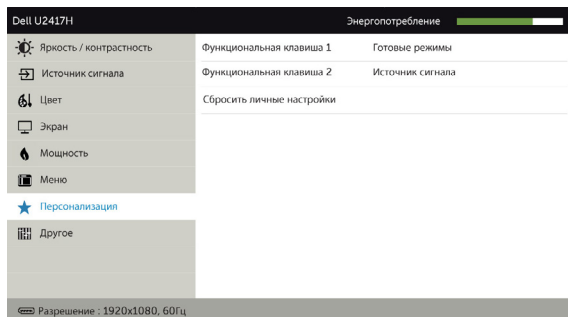 Dell U2417H Энергопотребление
Яркость / контрастность
Функциональная клавиша 1 Готовые режимы
Источник сигнала
Функциональная клавиша 2 Источник сигнала
Цвет
Сбросить личные настройки
Экран
Мощность
Меню
Персонализация
Другое
Разрешение : 1920x1080, 60Гц